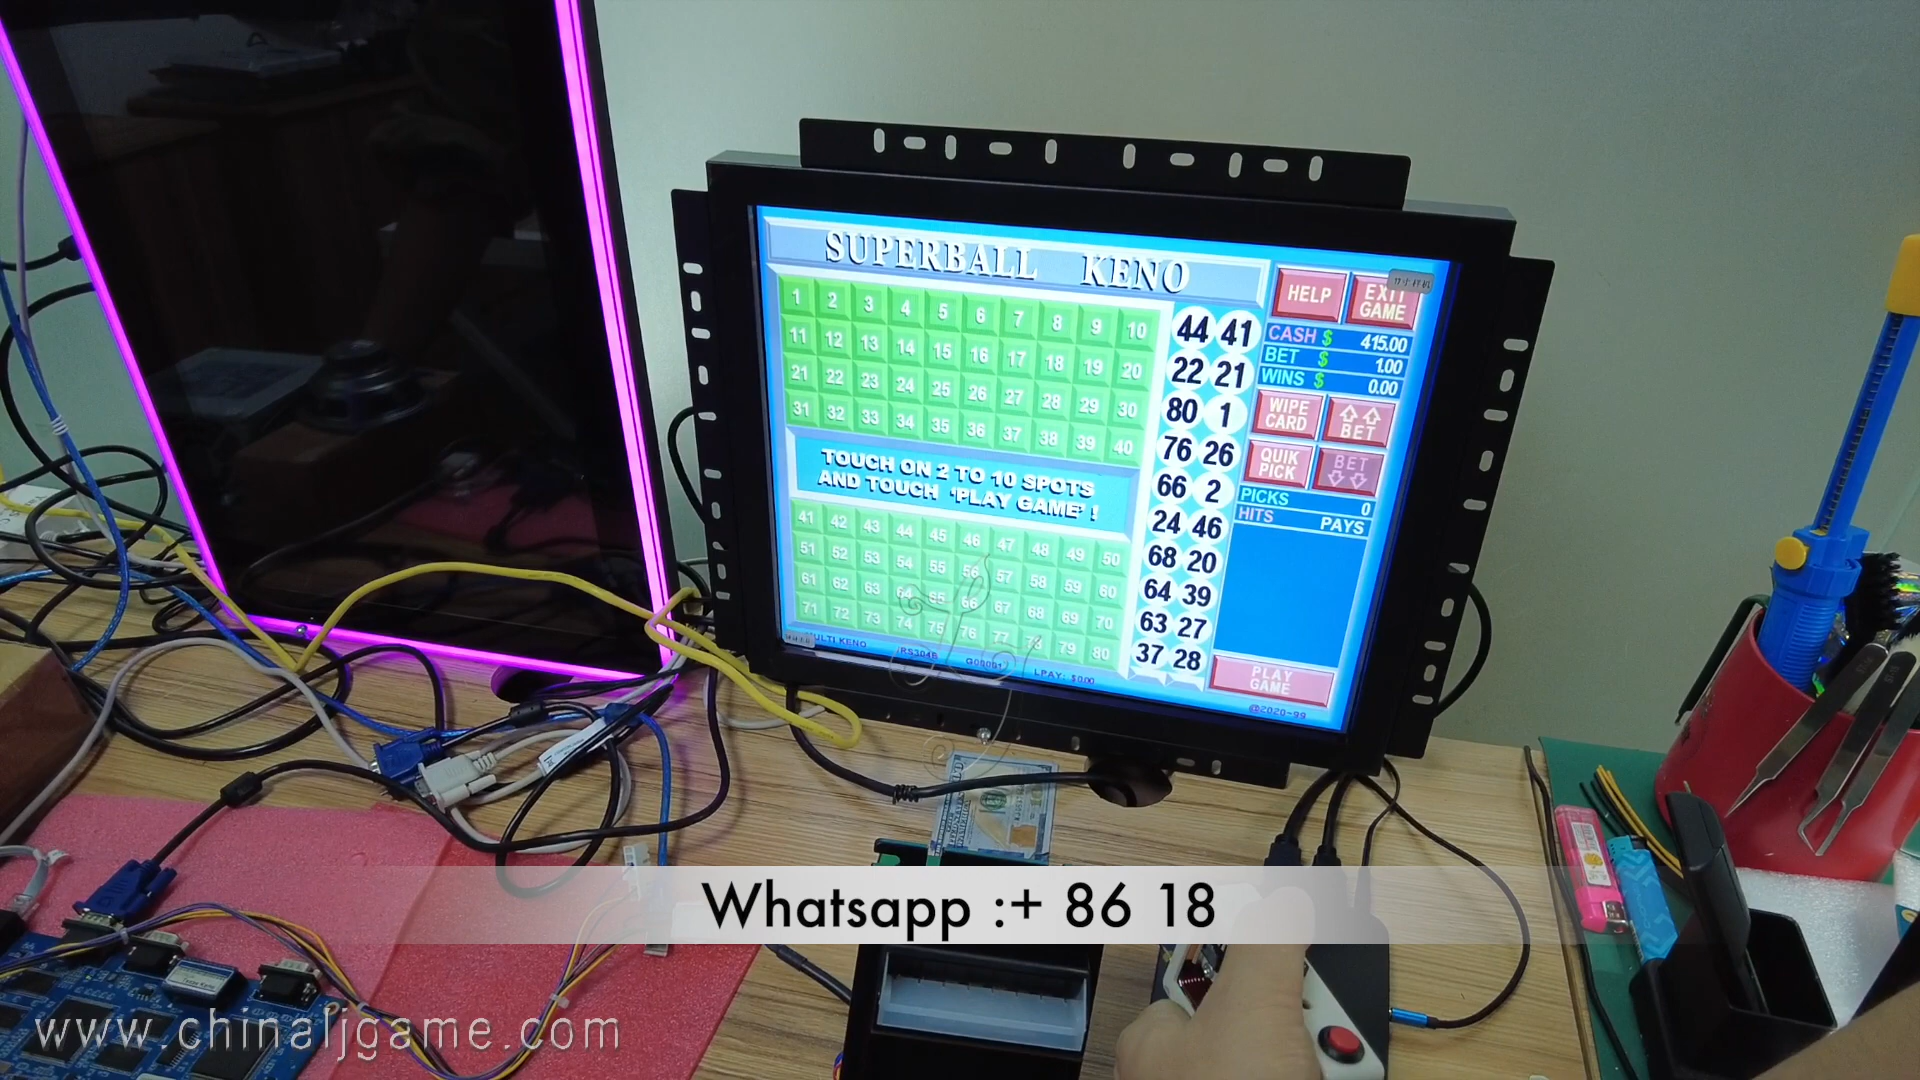 SUPERBALL KENO
1 2 3 4 5 6 7 8 9 10
11 12 13 14 15 16 17 18 19 20
21 22 23 24 25 26 27 28 29 30
31 32 33 34 35 36 37 38 39 40
TOUCH ON 2 TO 10 SPOTS
AND TOUCH 'PLAY GAME' !
41 42 43 44 45 46 47 48 49 50
51 52 53 54 55 56 57 58 59 60
61 62 63 64 65 66 67 68 69 70
71 72 73 74 75 76 77 78 79 80
MULTI KENO
LPAY: $0.00
44 41
22 21
80 1
76 26
66 2
24 46
68 20
64 39
63 27
37 28
HELP
EXIT
GAME
CASH $ 415.00
BET $ 1.00
WINS $ 0.00
WIPE
CARD
BET
QUIK
PICK
BET
PICKS 0
HITS PAYS
PLAY
GAME
@2020-99
Whatsapp :+ 86 18
www.chinaljgame.com